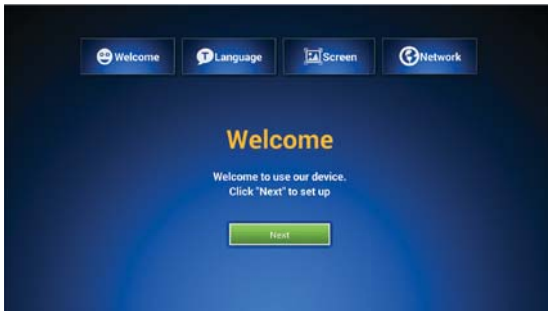 Welcome
Language
Screen
Network
Welcome
Welcome to use our device.
Click "Next" to set up
Next